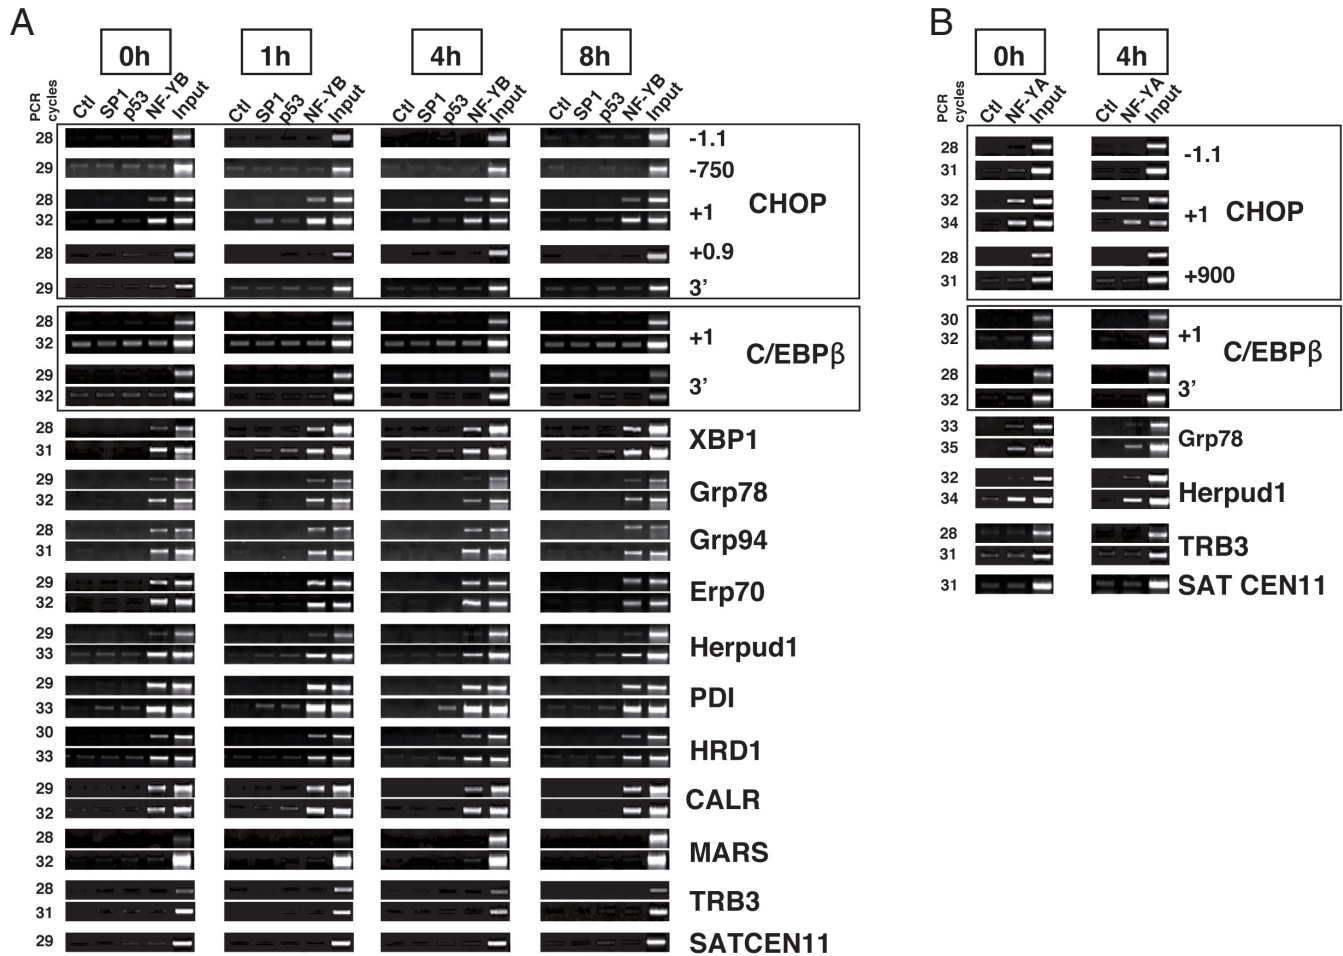 A
B
0h 1h 4h 8h
0h 4h
PCR cycles
Ctl SP1 p53 NF-YB Input
Ctl SP1 p53 NF-YB Input
Ctl SP1 p53 NF-YB Input
Ctl SP1 p53 NF-YB Input
28 -1.1
29 -750
28
32 +1 CHOP
28 +0.9
29 3’
28
32 +1 C/EBPβ
29
32 3’
28
31 XBP1
29
32 Grp78
28
31 Grp94
29
32 Erp70
29
33 Herpud1
29
33 PDI
30
33 HRD1
29
32 CALR
28
32 MARS
28
31 TRB3
29 SATCEN11
PCR cycles
Ctl NF-YA Input
Ctl NF-YA Input
28
31 -1.1
32
34 +1 CHOP
28
31 +900
30
32 +1 C/EBPβ
28
32 3’
33
35 Grp78
32
34 Herpud1
28
31 TRB3
31 SAT CEN11